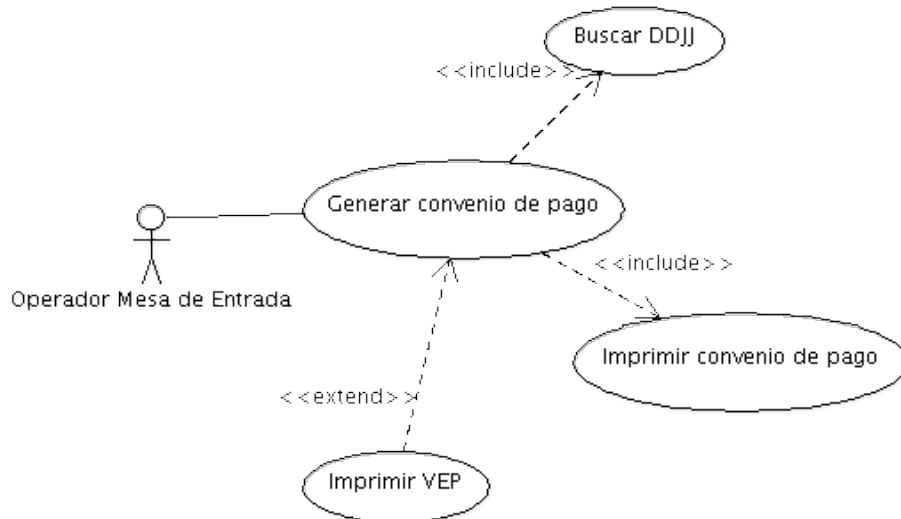 Buscar DDJJ
<<include>>
Generar convenio de pago
<<include>>
Operador Mesa de Entrada
Imprimir convenio de pago
<<extend>>
Imprimir VEP